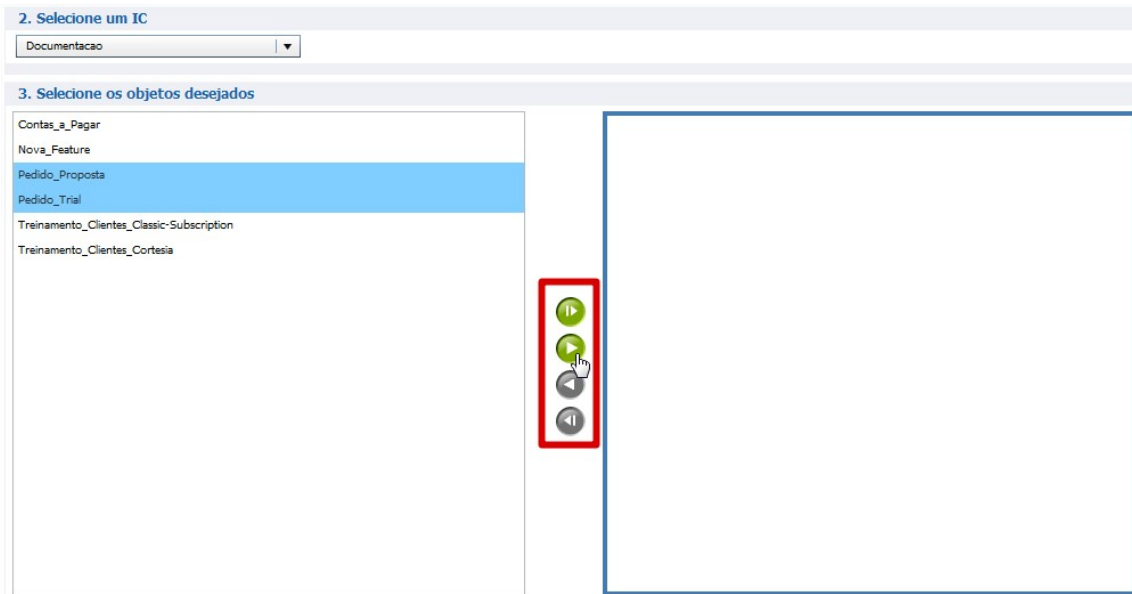 2. Selecione um IC
Documentacao
3. Selecione os objetos desejados
Contas_a_Pagar
Nova_Feature
Pedido_Proposta
Pedido_Trial
Treinamento_Clientes_Classic-Subscription
Treinamento_Clientes_Cortesia